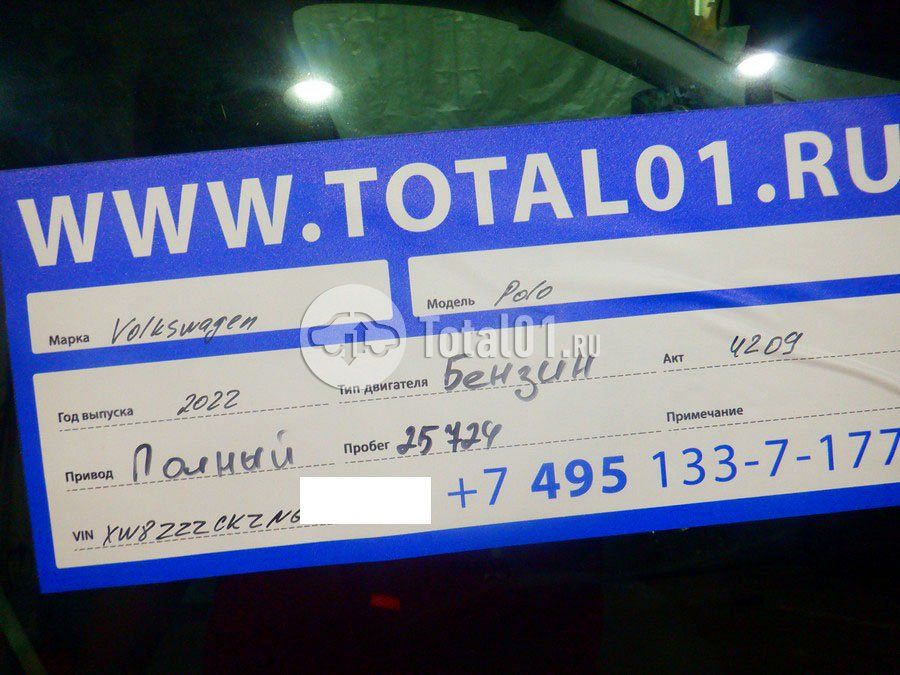 WWW.TOTAL01.RU
Марка Volkswagen
Модель Polo
Total01.RU
Год выпуска 2022
Тип двигателя Бензин
Акт 4209
Привод Полный
Пробег 25724
Примечание
VIN XW8ZZZCKZNG
+7 495 133-7-177